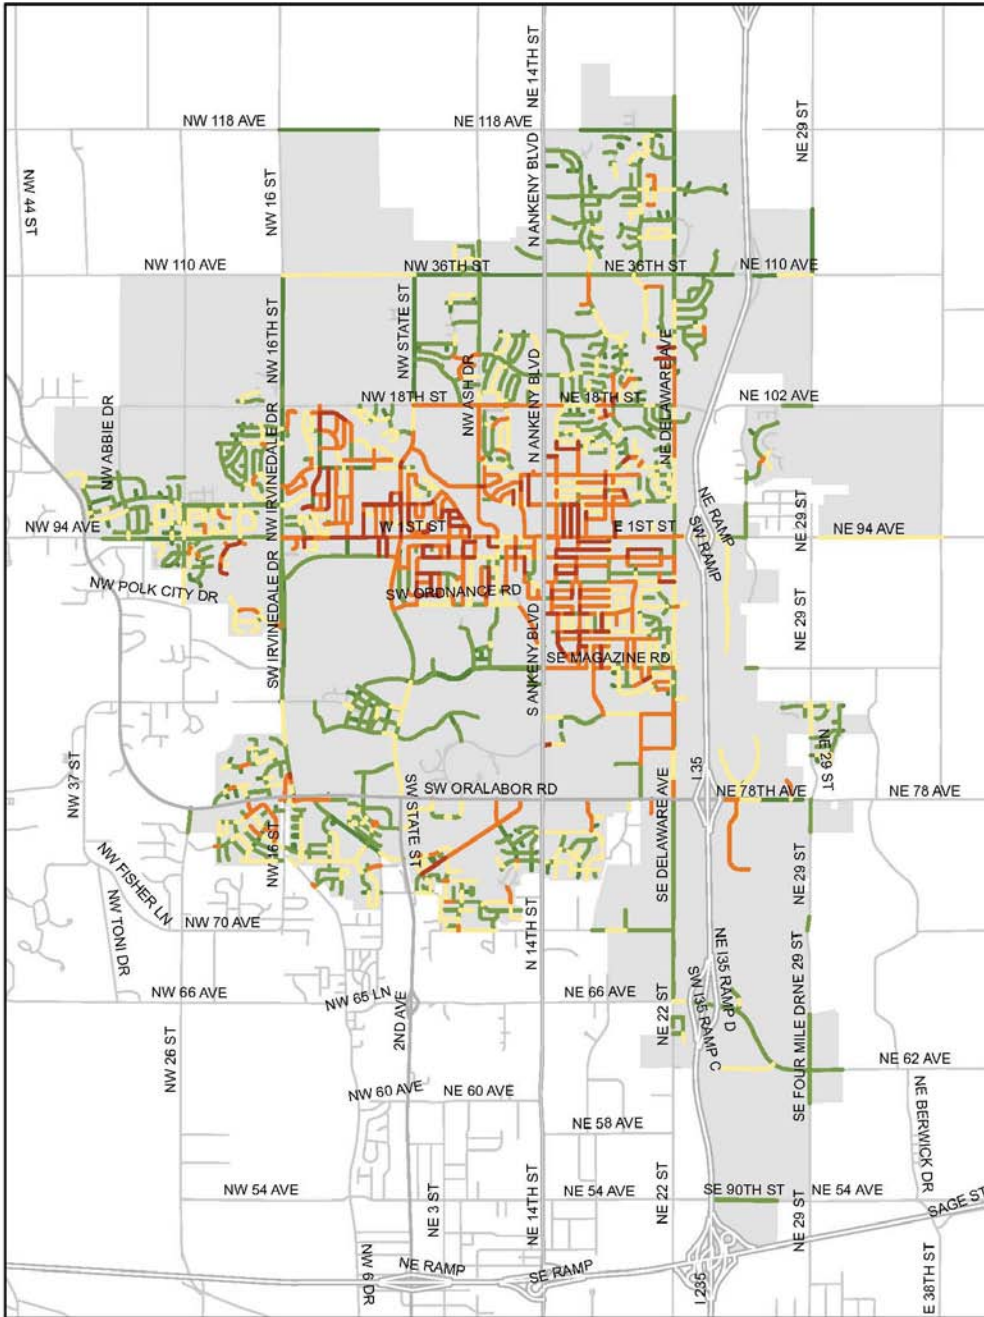 NE 14TH ST
NW 118 AVE
NE 118 AVE
NE 29 ST
NW 44 ST
NW 16 ST
N ANKENY BLVD
NW 110 AVE
NW 36TH ST
NE 36TH ST
NE 110 AVE
NW 16TH ST
NW STATE ST
NW ASH DR
N ANKENY BLVD
NE DELAWARE AVE
NW ABBIE DR
NW IRVINEDALE DR
NW 18TH ST
NE 18TH ST
NE 102 AVE
NW 94 AVE
W 1ST ST
E 1ST ST
NE RAMP
SW RAMP
NE 29 ST
NE 94 AVE
NW POLK CITY DR
SW IRVINEDALE DR
SW ORDNANCE RD
S ANKENY BLVD
SE MAGAZINE RD
NE 29 ST
NW 37 ST
I 35
NE 29 ST
SW ORALABOR RD
NE 78TH AVE
NE 78 AVE
NW 16 ST
SW STATE ST
SE DELAWARE AVE
NW FISHER LN
NW TONI DR
NW 70 AVE
N 14TH ST
NE 29 ST
NW 66 AVE
NW 65 LN
2ND AVE
NE 66 AVE
NE 22 ST
NE I35 RAMP D
SW I35 RAMP C
SE FOUR MILE DRNE 29 ST
NW 26 ST
NW 60 AVE
NE 60 AVE
NE 62 AVE
NE 58 AVE
NE BERWICK DR
NW 54 AVE
NE 3 ST
NE 14TH ST
NE 54 AVE
NE 22 ST
SE 90TH ST
NE 29 ST
NE 54 AVE
SAGE ST
NW 6 DR
NE RAMP
SE RAMP
I 235
E 38TH ST